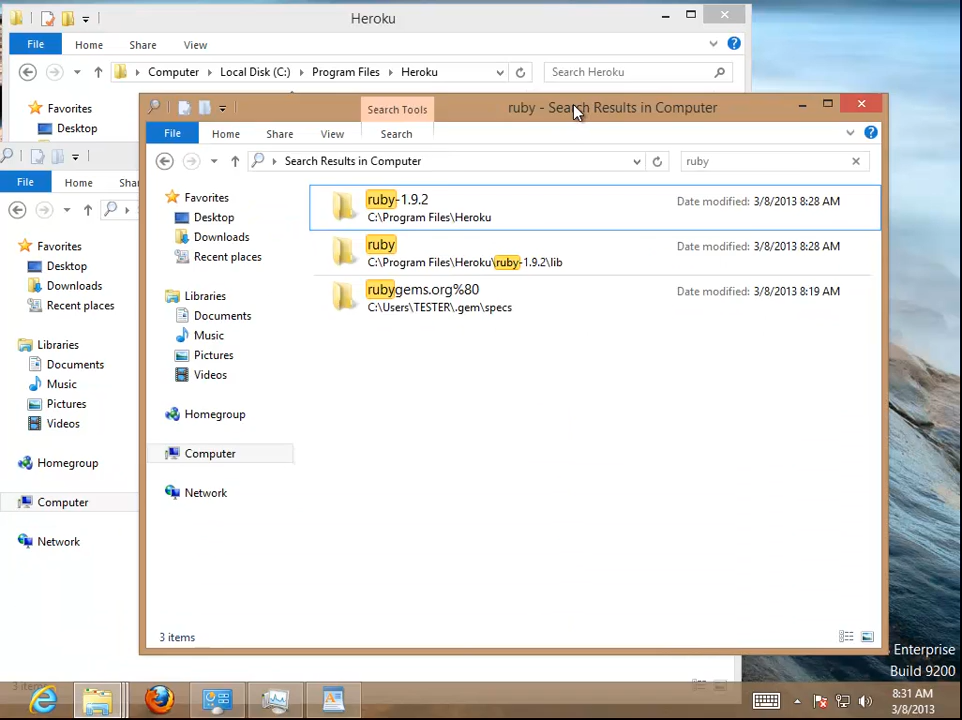 Heroku
File
Home
Share
View
Computer
Local Disk (C:)
Program Files
Heroku
Search Heroku
Favorites
Desktop
File
Home
Favorites
Desktop
Downloads
Recent places
Libraries
Documents
Music
Pictures
Videos
Homegroup
Computer
Network
Search Tools
ruby - Search Results in Computer
File
Home
Share
View
Search
Search Results in Computer
ruby
Favorites
Desktop
Downloads
Recent places
Libraries
Documents
Music
Pictures
Videos
Homegroup
Computer
Network
ruby-1.9.2
C:\Program Files\Heroku
Date modified: 3/8/2013 8:28 AM
ruby
C:\Program Files\Heroku\ruby-1.9.2\lib
Date modified: 3/8/2013 8:28 AM
rubygems.org%80
C:\Users\TESTER\.gem\specs
Date modified: 3/8/2013 8:19 AM
3 items
3 items
Enterprise
Build 9200
8:31 AM
3/8/2013